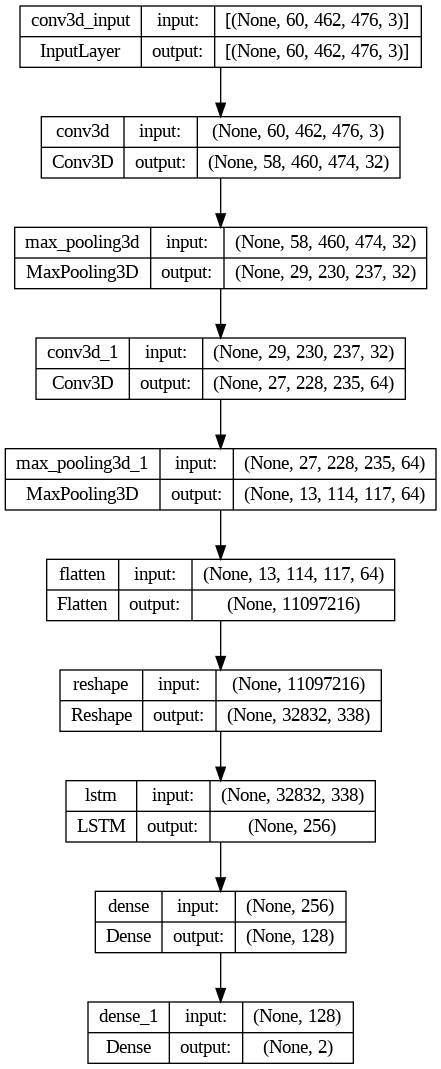 conv3d_input input: [(None, 60, 462, 476, 3)]
InputLayer output: [(None, 60, 462, 476, 3)]
conv3d input: (None, 60, 462, 476, 3)
Conv3D output: (None, 58, 460, 474, 32)
max_pooling3d input: (None, 58, 460, 474, 32)
MaxPooling3D output: (None, 29, 230, 237, 32)
conv3d_1 input: (None, 29, 230, 237, 32)
Conv3D output: (None, 27, 228, 235, 64)
max_pooling3d_1 input: (None, 27, 228, 235, 64)
MaxPooling3D output: (None, 13, 114, 117, 64)
flatten input: (None, 13, 114, 117, 64)
Flatten output: (None, 11097216)
reshape input: (None, 11097216)
Reshape output: (None, 32832, 338)
lstm input: (None, 32832, 338)
LSTM output: (None, 256)
dense input: (None, 256)
Dense output: (None, 128)
dense_1 input: (None, 128)
Dense output: (None, 2)